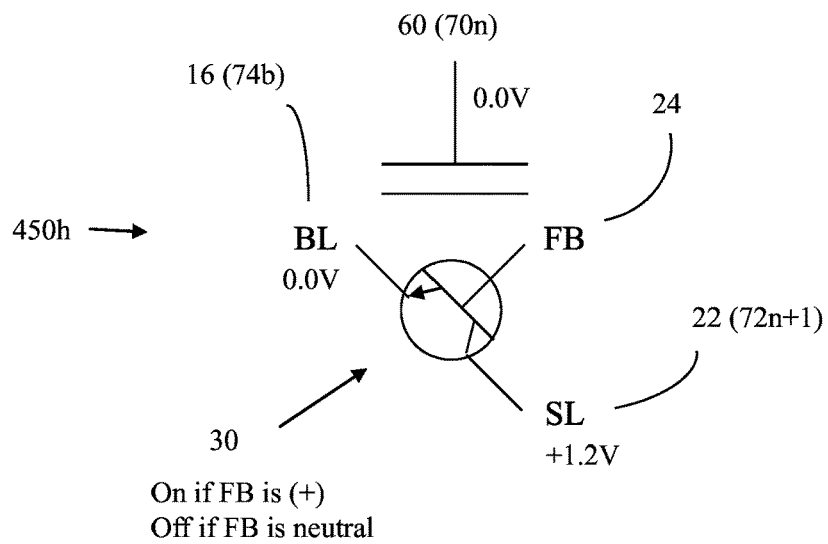 60 (70n)
16 (74b)
0.0V
24
450h
BL
FB
0.0V
22 (72n+1)
SL
30
+1.2V
On if FB is (+)
Off if FB is neutral